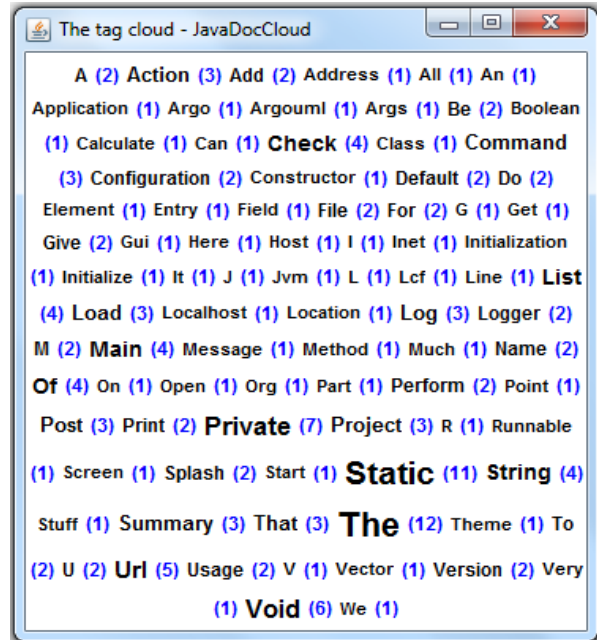 The tag cloud - JavaDocCloud
A (2) Action (3) Add (2) Address (1) All (1) An (1)
Application (1) Argo (1) Argouml (1) Args (1) Be (2) Boolean
(1) Calculate (1) Can (1) Check (4) Class (1) Command
(3) Configuration (2) Constructor (1) Default (2) Do (2)
Element (1) Entry (1) Field (1) File (2) For (2) G (1) Get (1)
Give (2) Gui (1) Here (1) Host (1) I (1) Inet (1) Initialization
(1) Initialize (1) It (1) J (1) Jvm (1) L (1) Lcf (1) Line (1) List
(4) Load (3) Localhost (1) Location (1) Log (3) Logger (2)
M (2) Main (4) Message (1) Method (1) Much (1) Name (2)
Of (4) On (1) Open (1) Org (1) Part (1) Perform (2) Point (1)
Post (3) Print (2) Private (7) Project (3) R (1) Runnable
(1) Screen (1) Splash (2) Start (1) Static (11) String (4)
Stuff (1) Summary (3) That (3) The (12) Theme (1) To
(2) U (2) Url (5) Usage (2) V (1) Vector (1) Version (2) Very
(1) Void (6) We (1)